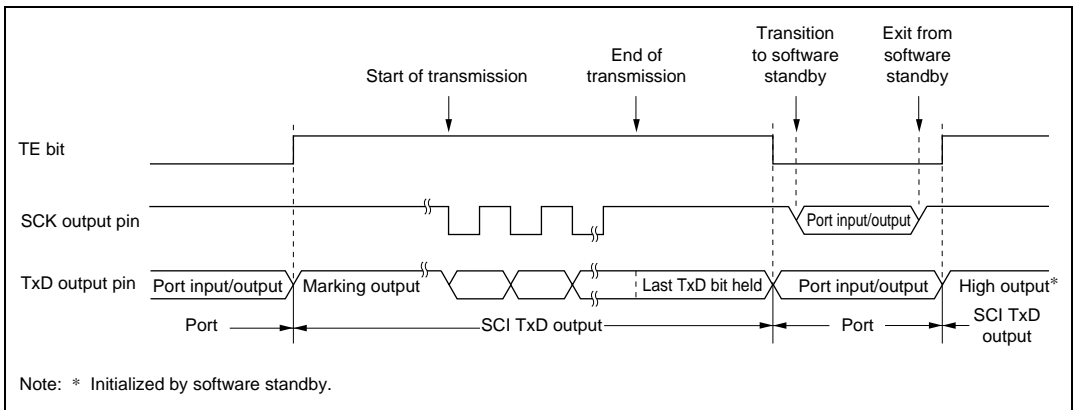 Transition
to software
standby
Exit from
software
standby
End of
transmission
Start of transmission
TE bit
SCK output pin
Port input/output
TxD output pin
Port input/output
Marking output
Last TxD bit held
Port input/output
High output*
Port
SCI TxD output
Port
SCI TxD
output
Note: * Initialized by software standby.